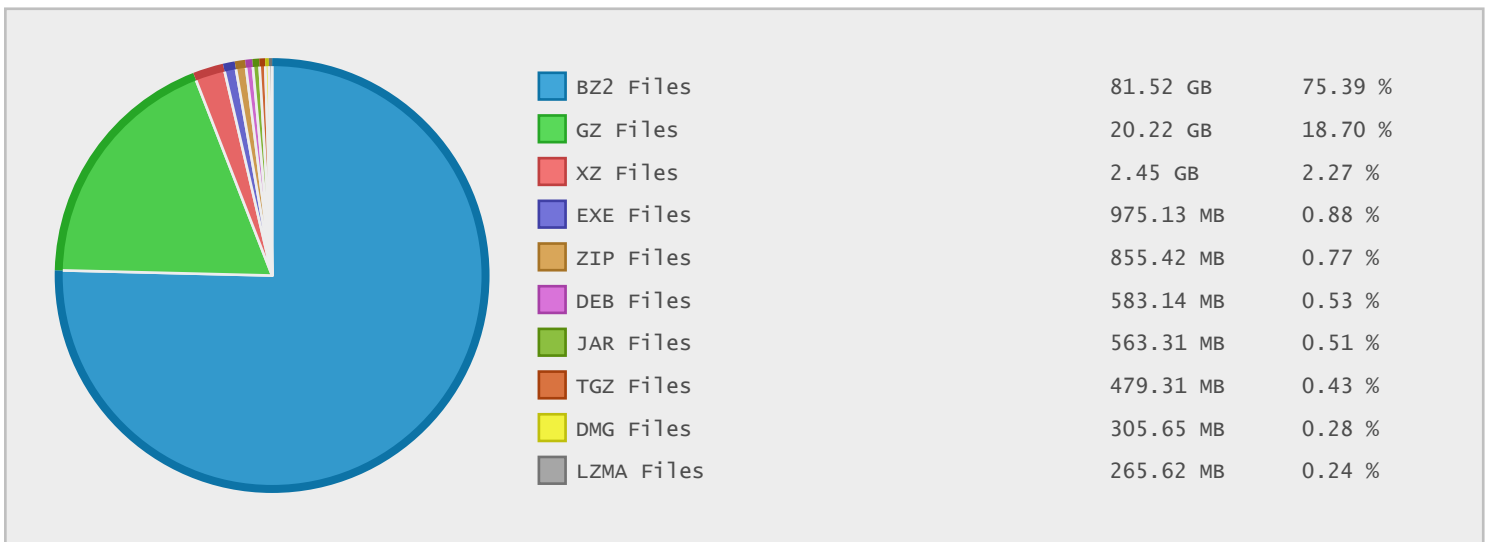 BZ2 Files 81.52 GB 75.39 %
GZ Files 20.22 GB 18.70 %
XZ Files 2.45 GB 2.27 %
EXE Files 975.13 MB 0.88 %
ZIP Files 855.42 MB 0.77 %
DEB Files 583.14 MB 0.53 %
JAR Files 563.31 MB 0.51 %
TGZ Files 479.31 MB 0.43 %
DMG Files 305.65 MB 0.28 %
LZMA Files 265.62 MB 0.24 %